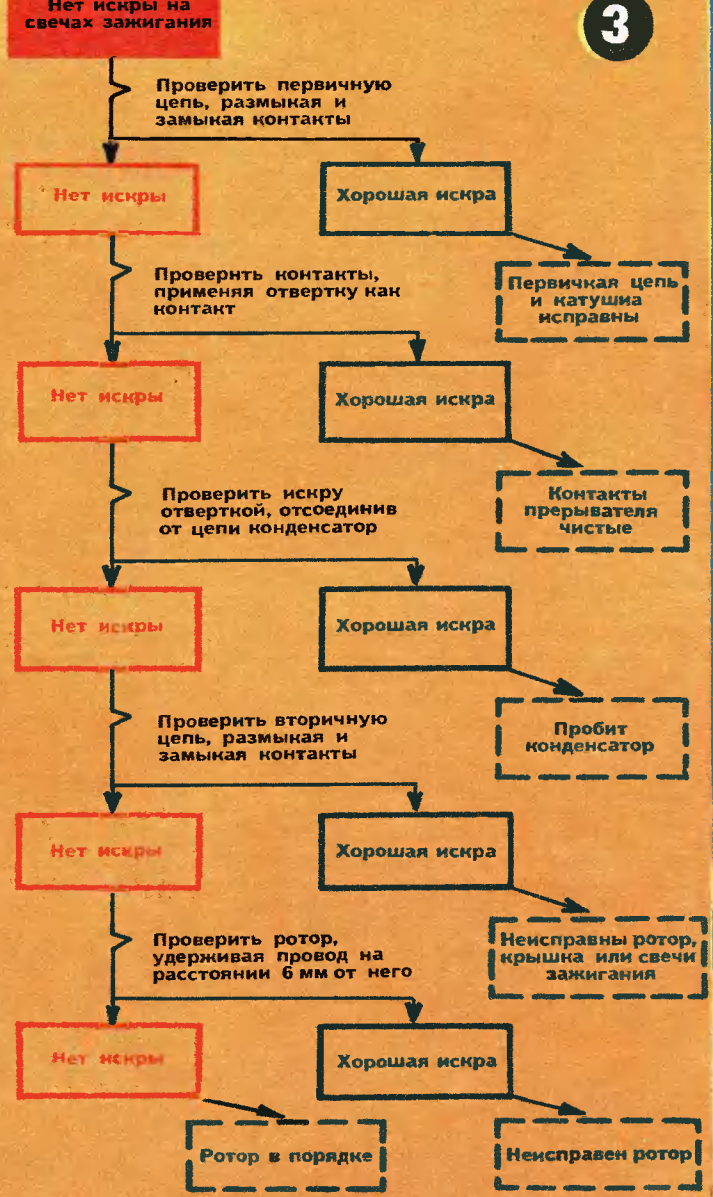 Нет искры на
свечах зажигания
3
Проверить первичную
цепь, размыкая и
замыкая контакты
Нет искры
Хорошая искра
Провернть контакты,
применяя отвертку как
контакт
Первичкая цепь
и катушиа
исправны
Нет искры
Хорошая искра
Проверить искру
отверткой, отсоединив
от цепи конденсатор
Контакты
прерывателя
чистые
Нет искры
Хорошая искра
Проверить вторичную
цепь, размыкая и
замыкая контакты
Пробит
конденсатор
Нет искры
Хорошая искра
Проверить ротор,
удерживая провод на
расстоянии 6 мм от него
Неисправны ротор,
крышка или свечи
зажигания
Нет искры
Хорошая искра
Ротор в порядке
Неисправен ротор